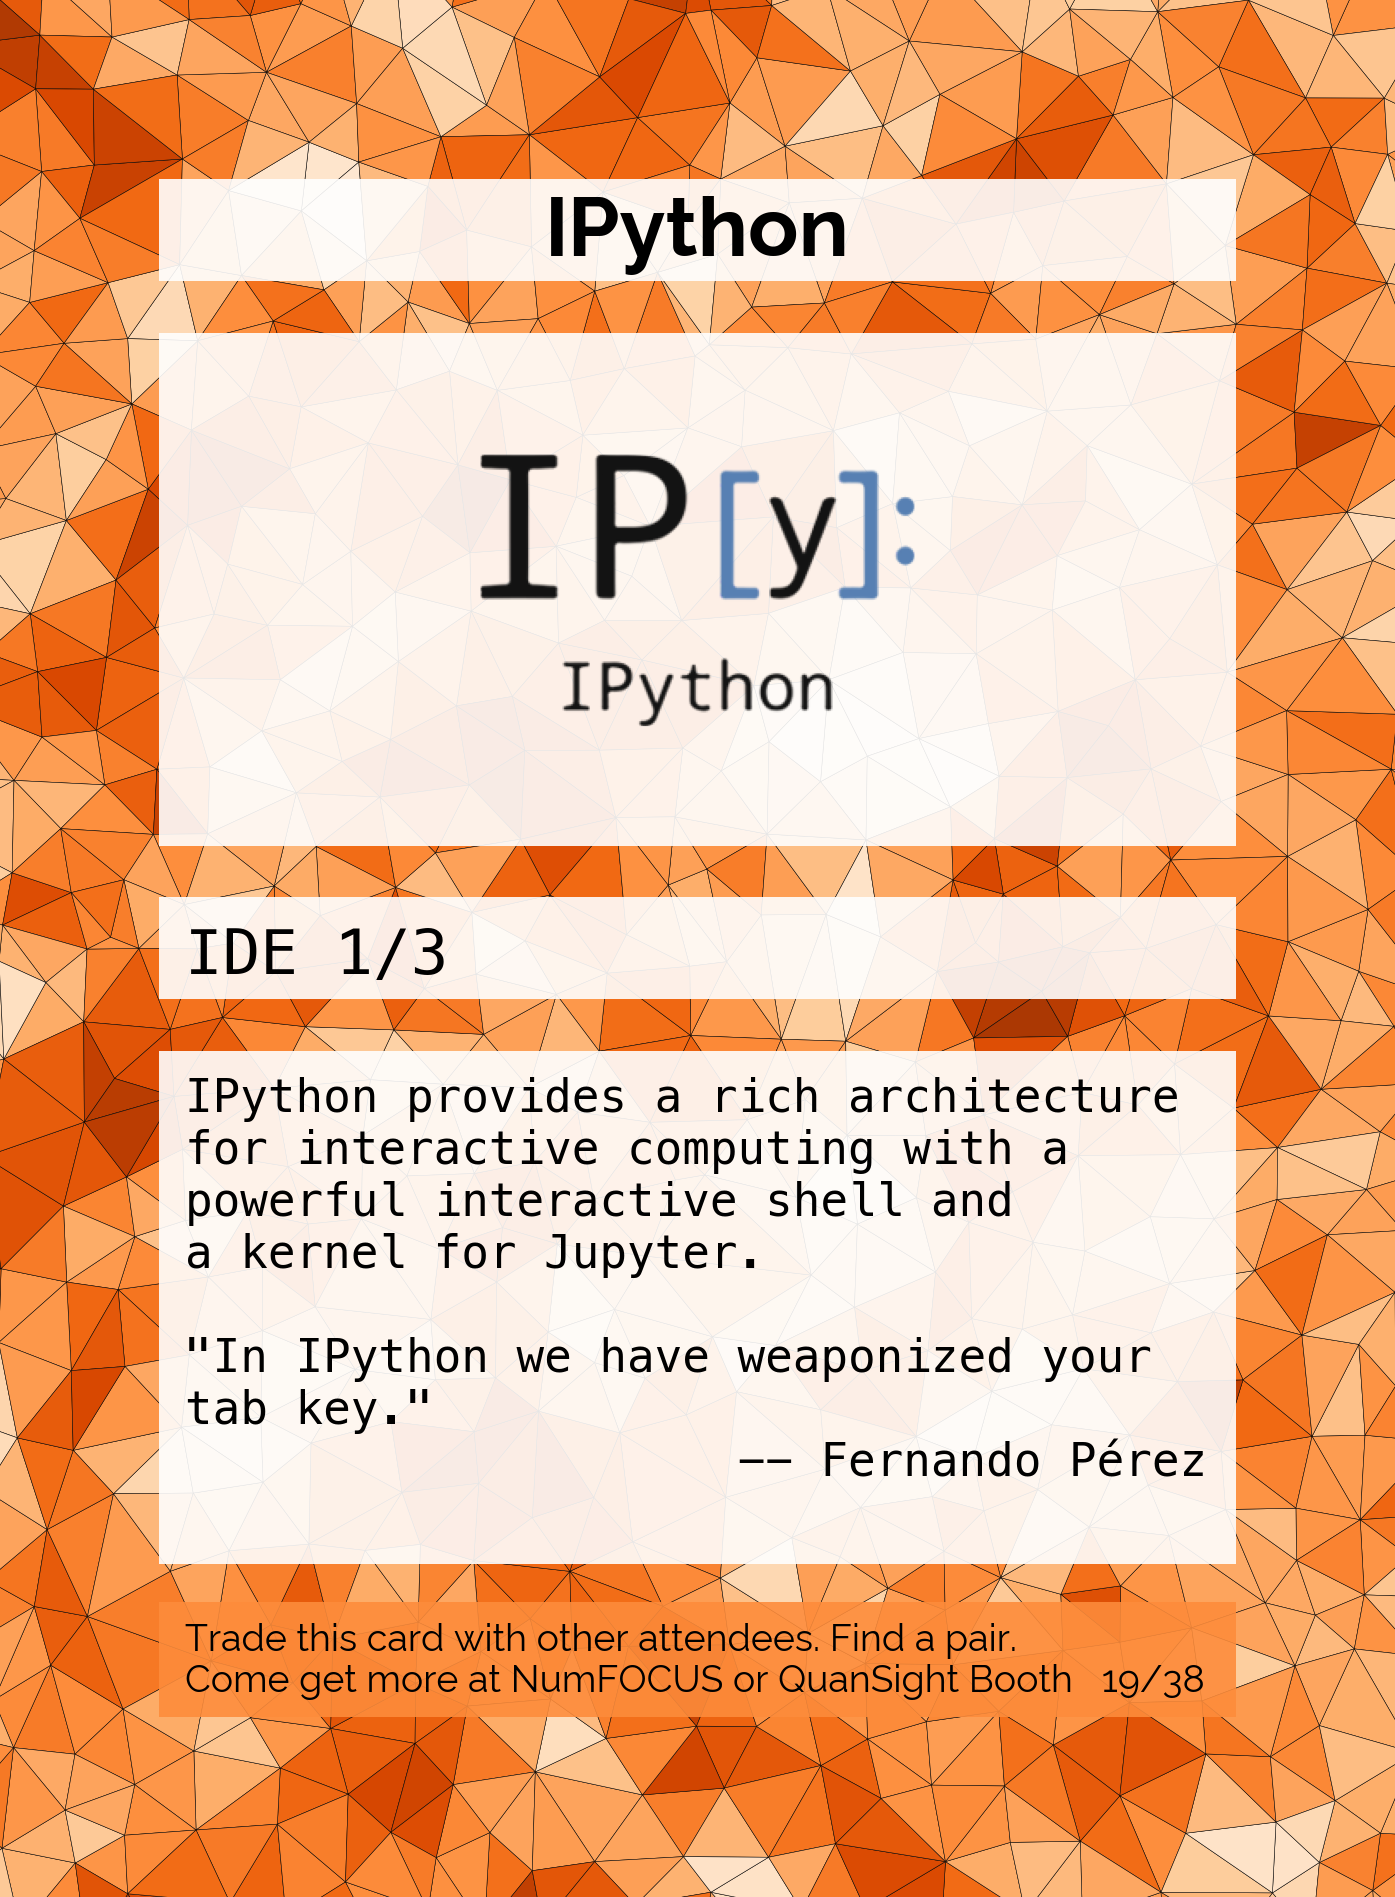 IPython
IP[y]:
IPython
IDE 1/3
IPython provides a rich architecture
for interactive computing with a
powerful interactive shell and
a kernel for Jupyter.
"In IPython we have weaponized your
tab key."
-- Fernando Pérez
Trade this card with other attendees. Find a pair.
Come get more at NumFOCUS or QuanSight Booth 19/38